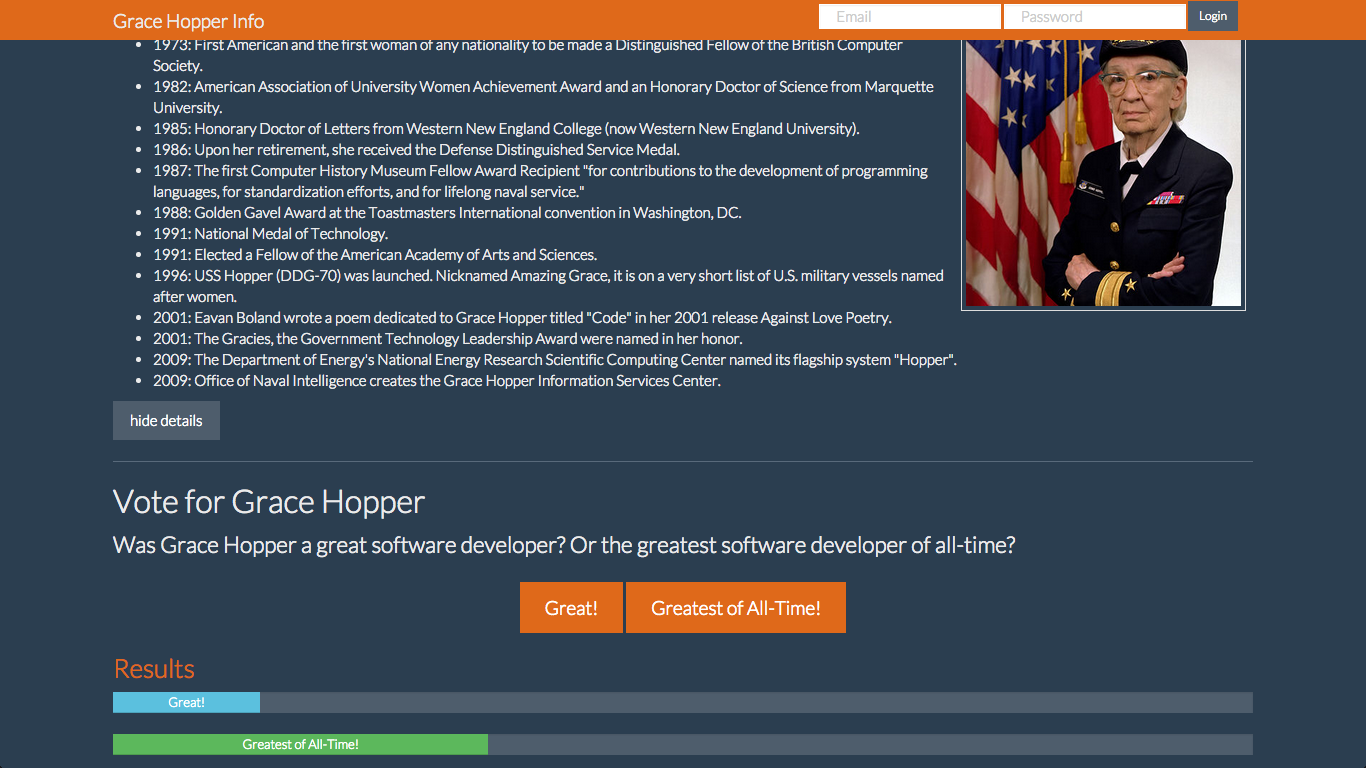 Grace Hopper Info
Email
Password
Login
1973: First American and the first woman of any nationality to be made a Distinguished Fellow of the British Computer
Society.
1982: American Association of University Women Achievement Award and an Honorary Doctor of Science from Marquette
University.
1985: Honorary Doctor of Letters from Western New England College (now Western New England University).
1986: Upon her retirement, she received the Defense Distinguished Service Medal.
1987: The first Computer History Museum Fellow Award Recipient "for contributions to the development of programming
languages, for standardization efforts, and for lifelong naval service."
1988: Golden Gavel Award at the Toastmasters International convention in Washington, DC.
1991: National Medal of Technology.
1991: Elected a Fellow of the American Academy of Arts and Sciences.
1996: USS Hopper (DDG-70) was launched. Nicknamed Amazing Grace, it is on a very short list of U.S. military vessels named
after women.
2001: Eavan Boland wrote a poem dedicated to Grace Hopper titled "Code" in her 2001 release Against Love Poetry.
2001: The Gracies, the Government Technology Leadership Award were named in her honor.
2009: The Department of Energy's National Energy Research Scientific Computing Center named its flagship system "Hopper".
2009: Office of Naval Intelligence creates the Grace Hopper Information Services Center.
hide details
Vote for Grace Hopper
Was Grace Hopper a great software developer? Or the greatest software developer of all-time?
Great!
Greatest of All-Time!
Results
Great!
Greatest of All-Time!